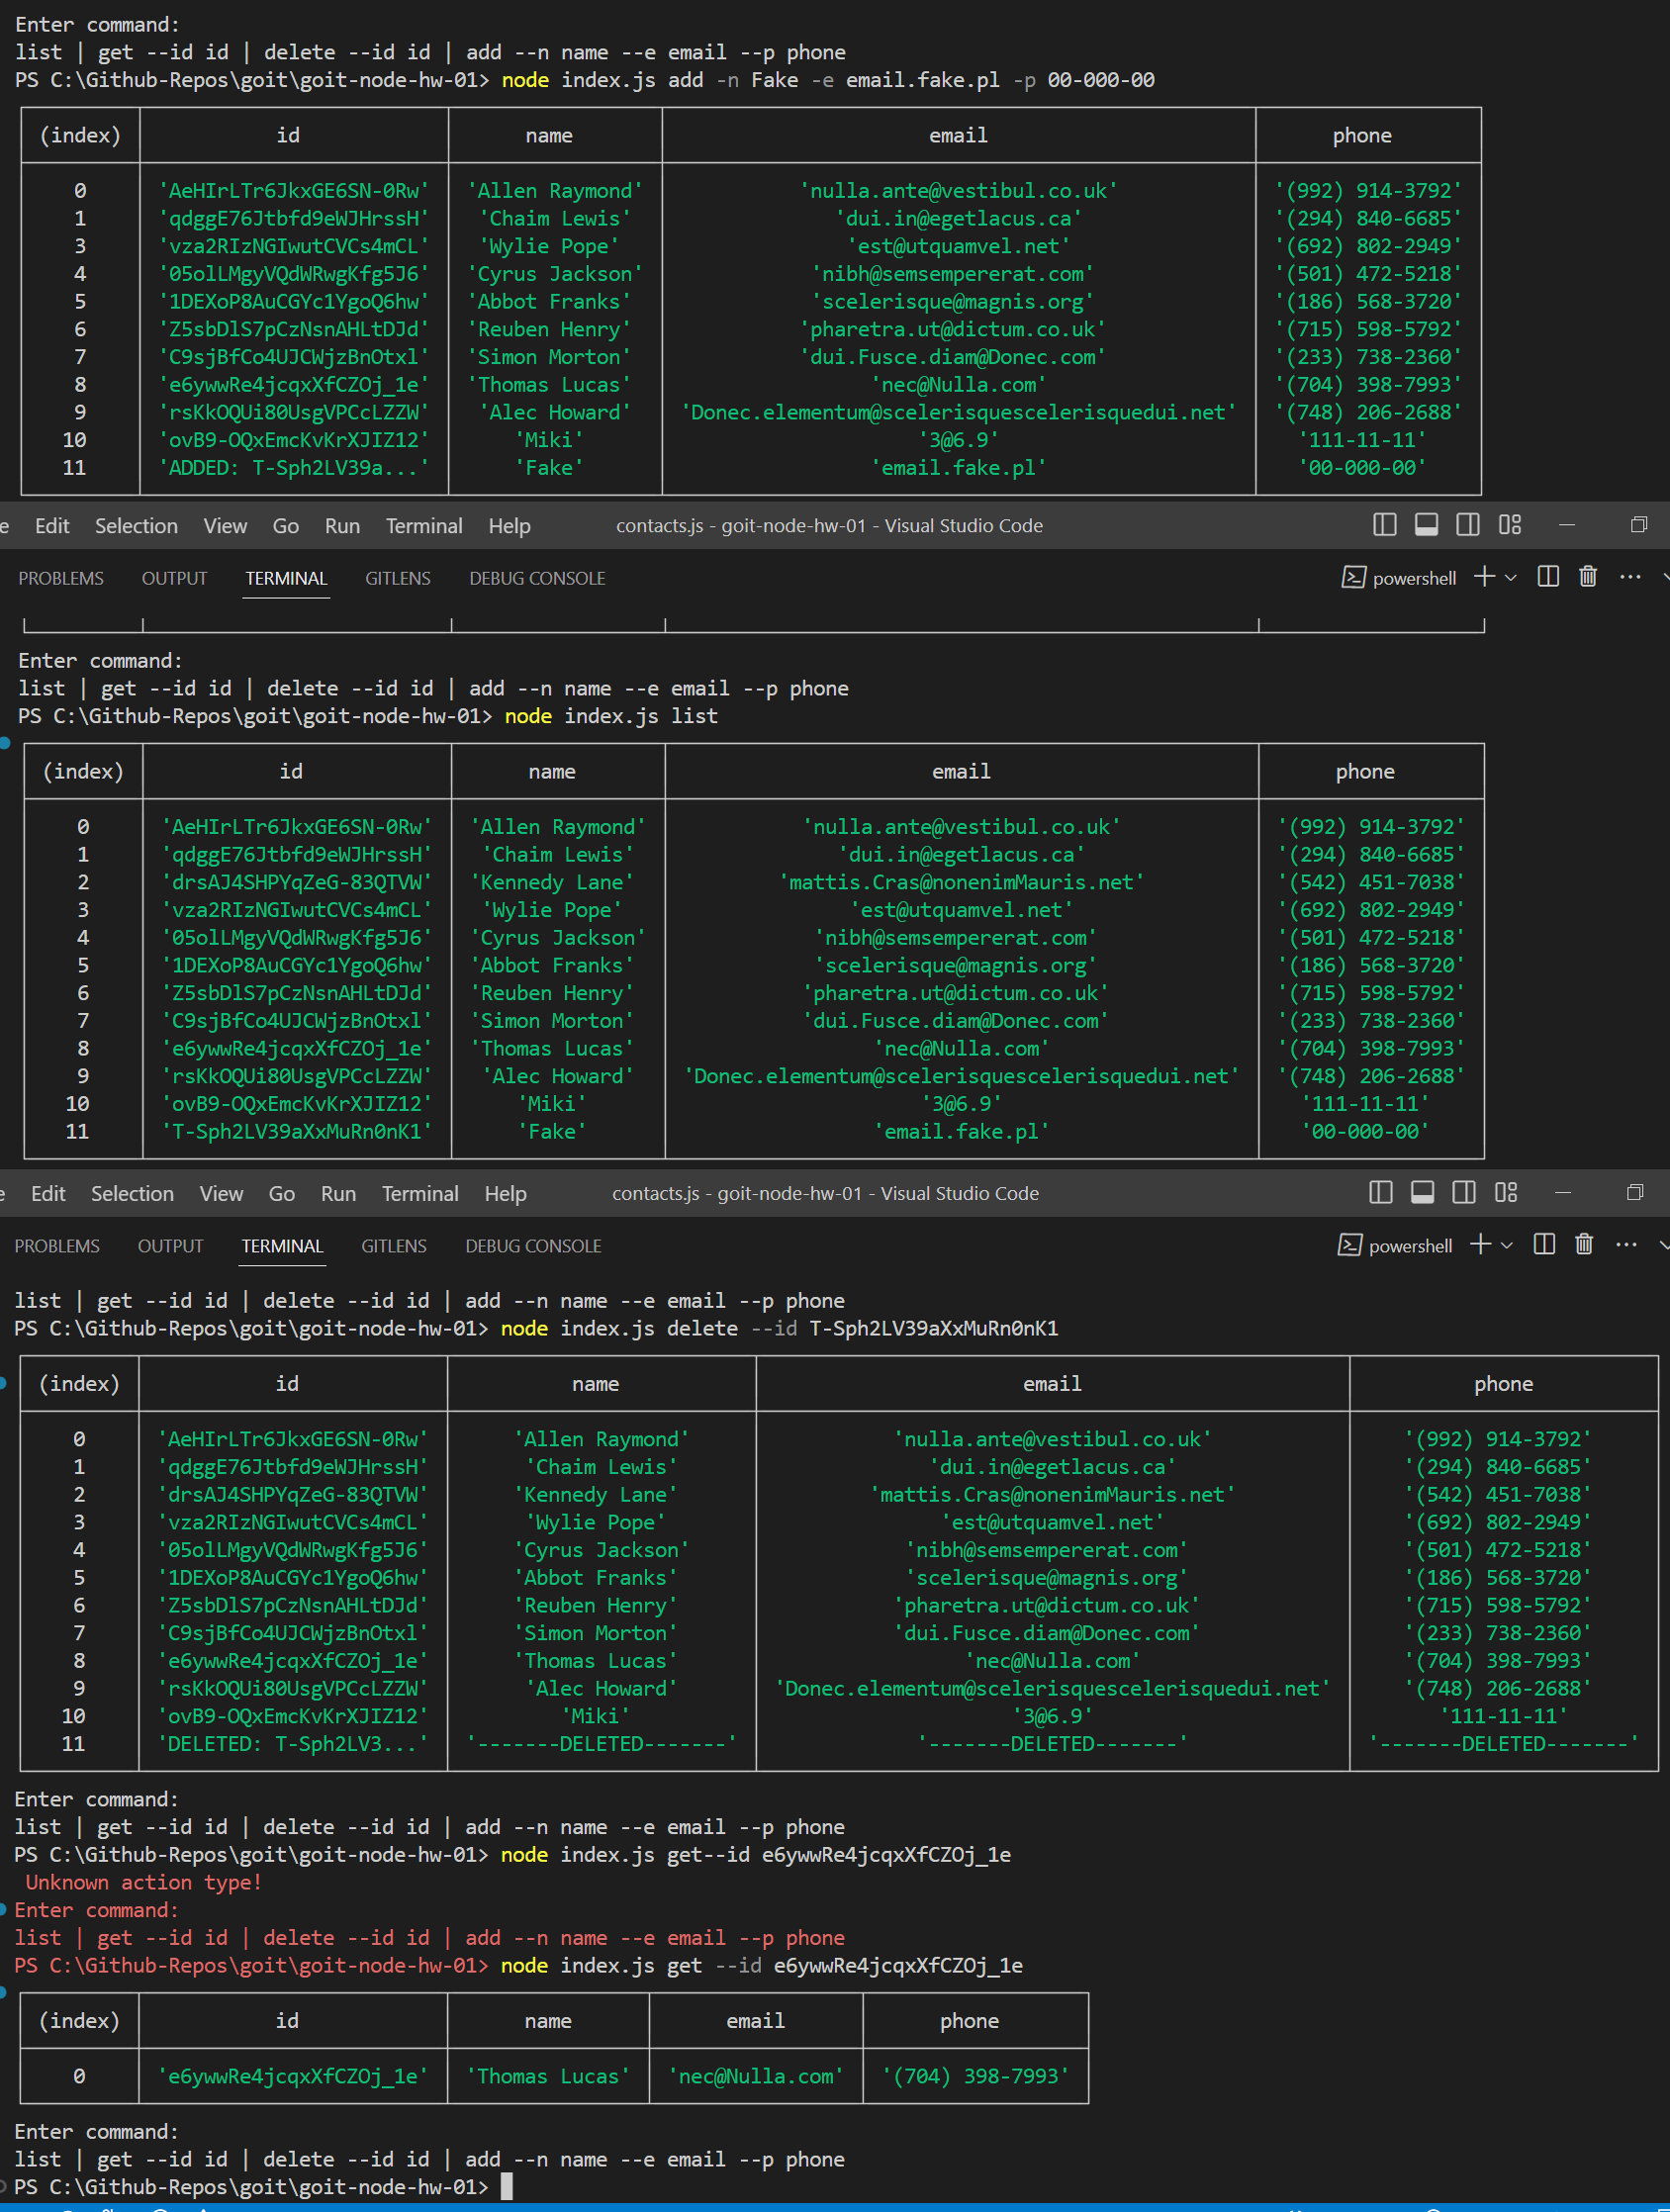 Enter command:
list | get --id id | delete --id id | add --n name --e email --p phone
PS C:\Github-Repos\goit\goit-node-hw-01> node index.js add -n Fake -e email.fake.pl -p 00-000-00
(index) id name email phone
0 'AeHIrLTr6JkxGE6SN-0Rw' 'Allen Raymond' 'nulla.ante@vestibul.co.uk' '(992) 914-3792'
1 'qdggE76Jtbfd9eWJHrssH' 'Chaim Lewis' 'dui.in@egetlacus.ca' '(294) 840-6685'
3 'vza2RIzNGIwutCVCs4mCL' 'Wylie Pope' 'est@utquamvel.net' '(692) 802-2949'
4 '05olLMgyVQdWRwgKfg5J6' 'Cyrus Jackson' 'nibh@semsempererat.com' '(501) 472-5218'
5 '1DEXoP8AuCGYc1YgoQ6hw' 'Abbot Franks' 'scelerisque@magnis.org' '(186) 568-3720'
6 'Z5sbDlS7pCzNsnAHLtDJd' 'Reuben Henry' 'pharetra.ut@dictum.co.uk' '(715) 598-5792'
7 'C9sjBfCo4UJCWjzBnOtxl' 'Simon Morton' 'dui.Fusce.diam@Donec.com' '(233) 738-2360'
8 'e6ywwRe4jcqxXfCZOj_1e' 'Thomas Lucas' 'nec@Nulla.com' '(704) 398-7993'
9 'rsKkOQUi80UsgVPCcLZZW' 'Alec Howard' 'Donec.elementum@scelerisquescelerisquedui.net' '(748) 206-2688'
10 'ovB9-OQxEmcKvKrXJIZ12' 'Miki' '3@6.9' '111-11-11'
11 'ADDED: T-Sph2LV39a...' 'Fake' 'email.fake.pl' '00-000-00'
e Edit Selection View Go Run Terminal Help contacts.js - goit-node-hw-01 - Visual Studio Code
PROBLEMS OUTPUT TERMINAL GITLENS DEBUG CONSOLE powershell
Enter command:
list | get --id id | delete --id id | add --n name --e email --p phone
PS C:\Github-Repos\goit\goit-node-hw-01> node index.js list
(index) id name email phone
0 'AeHIrLTr6JkxGE6SN-0Rw' 'Allen Raymond' 'nulla.ante@vestibul.co.uk' '(992) 914-3792'
1 'qdggE76Jtbfd9eWJHrssH' 'Chaim Lewis' 'dui.in@egetlacus.ca' '(294) 840-6685'
2 'drsAJ4SHPYqZeG-83QTVW' 'Kennedy Lane' 'mattis.Cras@nonenimMauris.net' '(542) 451-7038'
3 'vza2RIzNGIwutCVCs4mCL' 'Wylie Pope' 'est@utquamvel.net' '(692) 802-2949'
4 '05olLMgyVQdWRwgKfg5J6' 'Cyrus Jackson' 'nibh@semsempererat.com' '(501) 472-5218'
5 '1DEXoP8AuCGYc1YgoQ6hw' 'Abbot Franks' 'scelerisque@magnis.org' '(186) 568-3720'
6 'Z5sbDlS7pCzNsnAHLtDJd' 'Reuben Henry' 'pharetra.ut@dictum.co.uk' '(715) 598-5792'
7 'C9sjBfCo4UJCWjzBnOtxl' 'Simon Morton' 'dui.Fusce.diam@Donec.com' '(233) 738-2360'
8 'e6ywwRe4jcqxXfCZOj_1e' 'Thomas Lucas' 'nec@Nulla.com' '(704) 398-7993'
9 'rsKkOQUi80UsgVPCcLZZW' 'Alec Howard' 'Donec.elementum@scelerisquescelerisquedui.net' '(748) 206-2688'
10 'ovB9-OQxEmcKvKrXJIZ12' 'Miki' '3@6.9' '111-11-11'
11 'T-Sph2LV39aXxMuRn0nK1' 'Fake' 'email.fake.pl' '00-000-00'
e Edit Selection View Go Run Terminal Help contacts.js - goit-node-hw-01 - Visual Studio Code
PROBLEMS OUTPUT TERMINAL GITLENS DEBUG CONSOLE powershell
list | get --id id | delete --id id | add --n name --e email --p phone
PS C:\Github-Repos\goit\goit-node-hw-01> node index.js delete --id T-Sph2LV39aXxMuRn0nK1
(index) id name email phone
0 'AeHIrLTr6JkxGE6SN-0Rw' 'Allen Raymond' 'nulla.ante@vestibul.co.uk' '(992) 914-3792'
1 'qdggE76Jtbfd9eWJHrssH' 'Chaim Lewis' 'dui.in@egetlacus.ca' '(294) 840-6685'
2 'drsAJ4SHPYqZeG-83QTVW' 'Kennedy Lane' 'mattis.Cras@nonenimMauris.net' '(542) 451-7038'
3 'vza2RIzNGIwutCVCs4mCL' 'Wylie Pope' 'est@utquamvel.net' '(692) 802-2949'
4 '05olLMgyVQdWRwgKfg5J6' 'Cyrus Jackson' 'nibh@semsempererat.com' '(501) 472-5218'
5 '1DEXoP8AuCGYc1YgoQ6hw' 'Abbot Franks' 'scelerisque@magnis.org' '(186) 568-3720'
6 'Z5sbDlS7pCzNsnAHLtDJd' 'Reuben Henry' 'pharetra.ut@dictum.co.uk' '(715) 598-5792'
7 'C9sjBfCo4UJCWjzBnOtxl' 'Simon Morton' 'dui.Fusce.diam@Donec.com' '(233) 738-2360'
8 'e6ywwRe4jcqxXfCZOj_1e' 'Thomas Lucas' 'nec@Nulla.com' '(704) 398-7993'
9 'rsKkOQUi80UsgVPCcLZZW' 'Alec Howard' 'Donec.elementum@scelerisquescelerisquedui.net' '(748) 206-2688'
10 'ovB9-OQxEmcKvKrXJIZ12' 'Miki' '3@6.9' '111-11-11'
11 'DELETED: T-Sph2LV3...' '-------DELETED-------' '-------DELETED-------' '-------DELETED-------'
Enter command:
list | get --id id | delete --id id | add --n name --e email --p phone
PS C:\Github-Repos\goit\goit-node-hw-01> node index.js get--id e6ywwRe4jcqxXfCZOj_1e
Unknown action type!
Enter command:
list | get --id id | delete --id id | add --n name --e email --p phone
PS C:\Github-Repos\goit\goit-node-hw-01> node index.js get --id e6ywwRe4jcqxXfCZOj_1e
(index) id name email phone
0 'e6ywwRe4jcqxXfCZOj_1e' 'Thomas Lucas' 'nec@Nulla.com' '(704) 398-7993'
Enter command:
list | get --id id | delete --id id | add --n name --e email --p phone
PS C:\Github-Repos\goit\goit-node-hw-01>